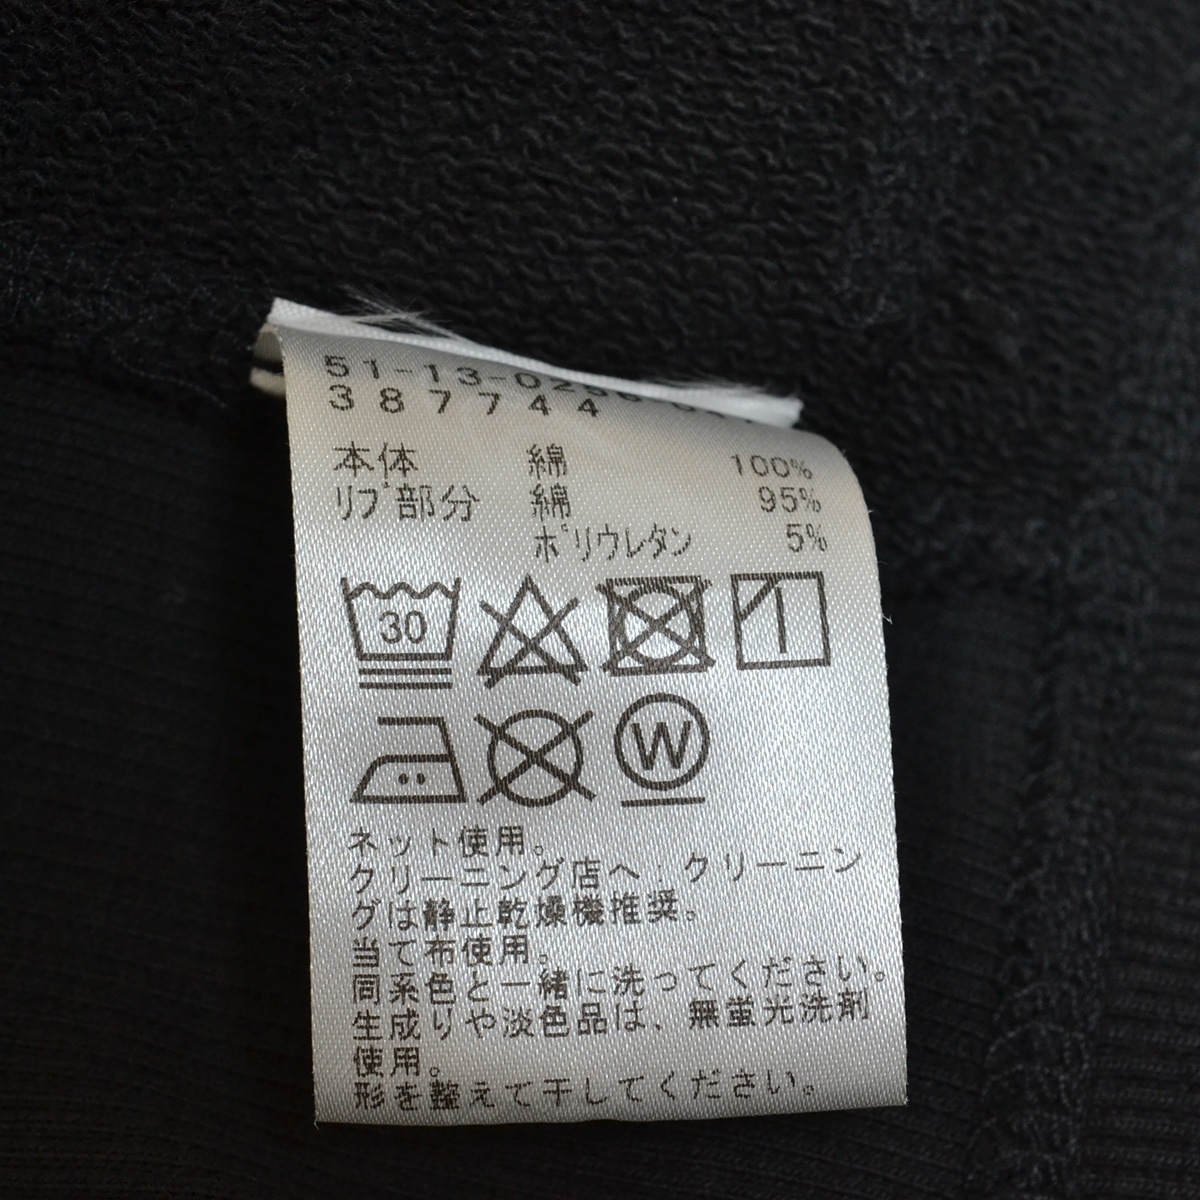 51-13-0256
387744
本体 綿 100%
リブ部分 綿 95%
ポリウレタン 5%
30
W
ネット使用。
クリーニング店へ：クリーニン
グは静止乾燥機推奨。
当て布使用。
同系色と一緒に洗ってください。
生成りや淡色品は、無蛍光洗剤
使用。
形を整えて干してください。